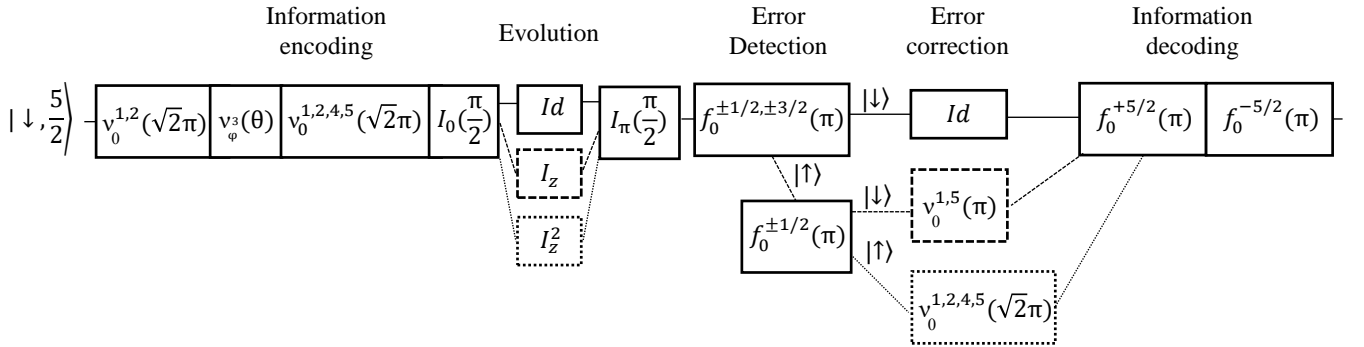 Information encoding
Evolution
Error Detection
Error correction
Information decoding
|↓, 5/2⟩
ν₀^{1,2}(√2π)
ν_φ^{3}(θ)
ν₀^{1,2,4,5}(√2π)
I₀(π/2)
Id
I_z
I_z²
I_π(π/2)
f₀^{±1/2,±3/2}(π)
|↓⟩
Id
f₀^{+5/2}(π)
f₀^{−5/2}(π)
|↑⟩
f₀^{±1/2}(π)
|↓⟩
ν₀^{1,5}(π)
|↑⟩
ν₀^{1,2,4,5}(√2π)